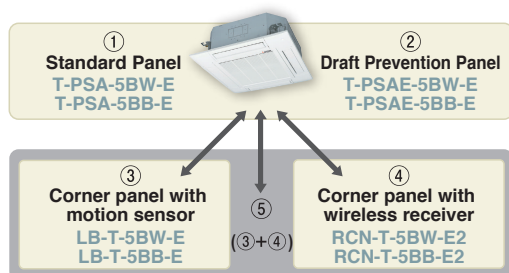 ①
Standard Panel
T-PSA-5BW-E
T-PSA-5BB-E
②
Draft Prevention Panel
T-PSAE-5BW-E
T-PSAE-5BB-E
③
Corner panel with
motion sensor
LB-T-5BW-E
LB-T-5BB-E
⑤
(③+④)
④
Corner panel with
wireless receiver
RCN-T-5BW-E2
RCN-T-5BB-E2